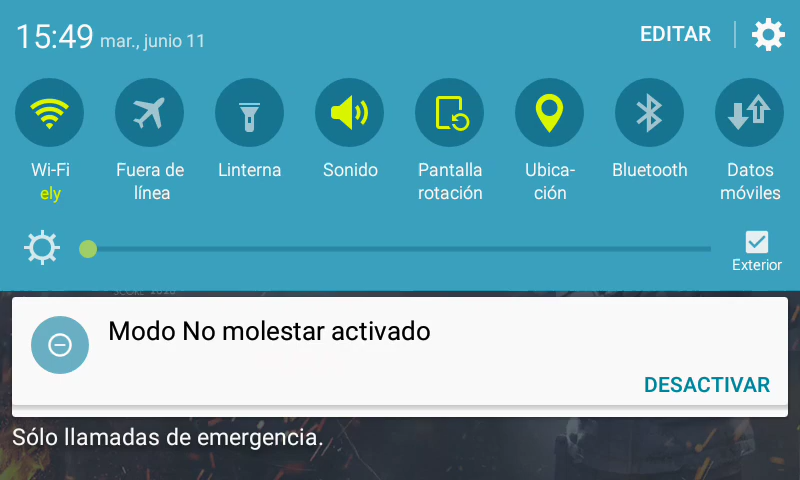 15:49 mar., junio 11
EDITAR
Wi-Fi
ely
Fuera de
línea
Linterna
Sonido
Pantalla
rotación
Ubica-
ción
Bluetooth
Datos
móviles
Exterior
Modo No molestar activado
DESACTIVAR
Sólo llamadas de emergencia.